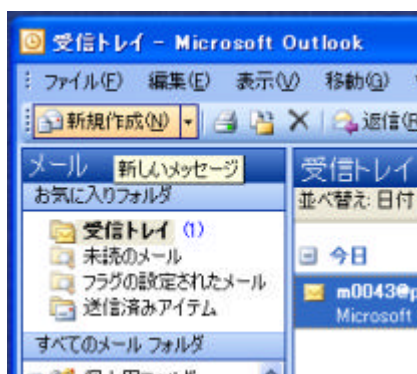 受信トレイ - Microsoft Outlook
ファイル(F) 編集(E) 表示(V) 移動(G)
新規作成(N) 返信(R
メール 新しいメッセージ 受信トレイ
お気に入りフォルダ 並べ替え: 日付
受信トレイ (1)
未読のメール 今日
フラグの設定されたメール m0043@p
送信済みアイテム Microsoft
すべてのメール フォルダ